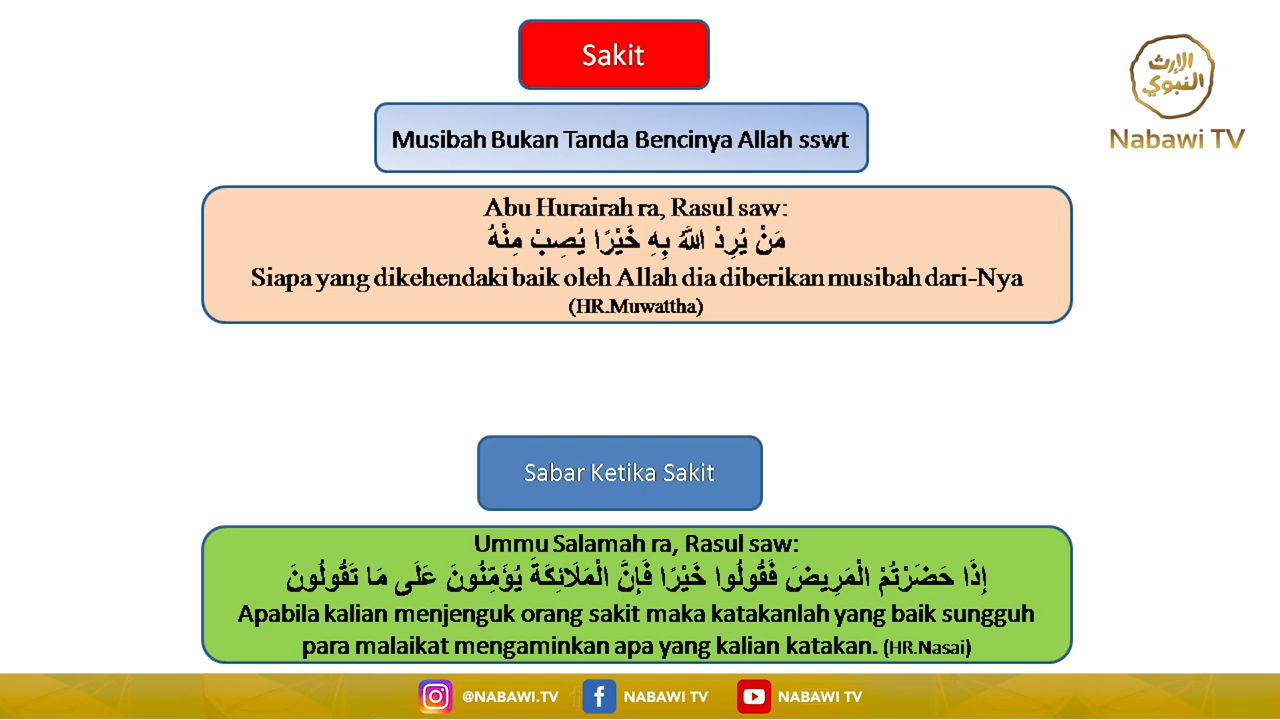 Sakit
الإرث
النبوي
Nabawi TV
Musibah Bukan Tanda Bencinya Allah sswt
Abu Hurairah ra, Rasul saw:
مَنْ يُرِدْ اللَّهُ بِهِ خَيْرًا يُصِبْ مِنْهُ
Siapa yang dikehendaki baik oleh Allah dia diberikan musibah dari-Nya
(HR.Muwattha)
Sabar Ketika Sakit
Ummu Salamah ra, Rasul saw:
إِذَا حَضَرْتُمْ الْمَرِيضَ فَقُولُوا خَيْرًا فَإِنَّ الْمَلَائِكَةَ يُؤَمِّنُونَ عَلَى مَا تَقُولُونَ
Apabila kalian menjenguk orang sakit maka katakanlah yang baik sungguh
para malaikat mengaminkan apa yang kalian katakan. (HR.Nasai)
@NABAWI.TV NABAWI TV NABAWI TV